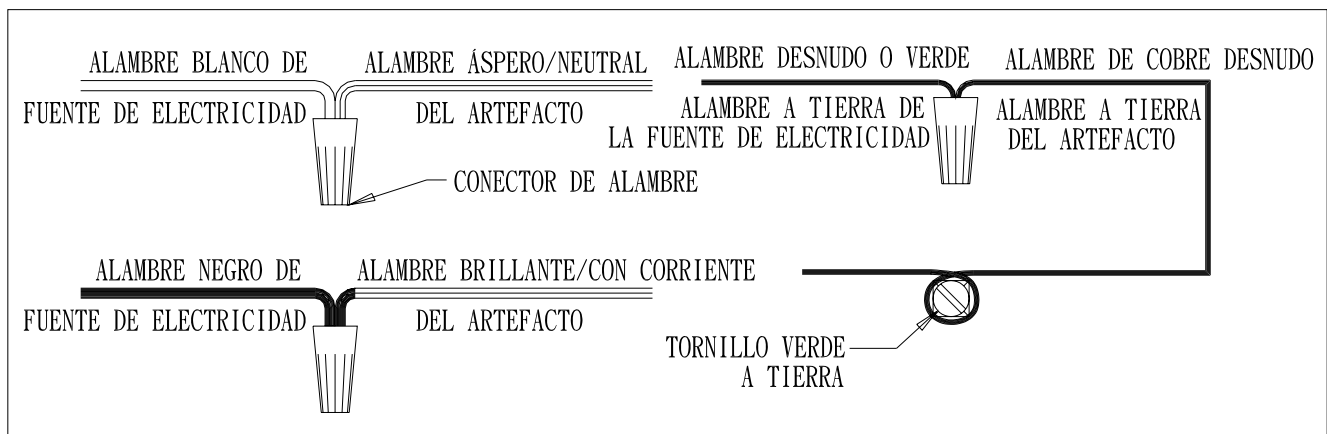 ALAMBRE BLANCO DE
FUENTE DE ELECTRICIDAD
ALAMBRE ÁSPERO/NEUTRAL
DEL ARTEFACTO
CONECTOR DE ALAMBRE
ALAMBRE DESNUDO O VERDE
ALAMBRE A TIERRA DE
LA FUENTE DE ELECTRICIDAD
ALAMBRE DE COBRE DESNUDO
ALAMBRE A TIERRA
DEL ARTEFACTO
ALAMBRE NEGRO DE
FUENTE DE ELECTRICIDAD
ALAMBRE BRILLANTE/CON CORRIENTE
DEL ARTEFACTO
TORNILLO VERDE
A TIERRA